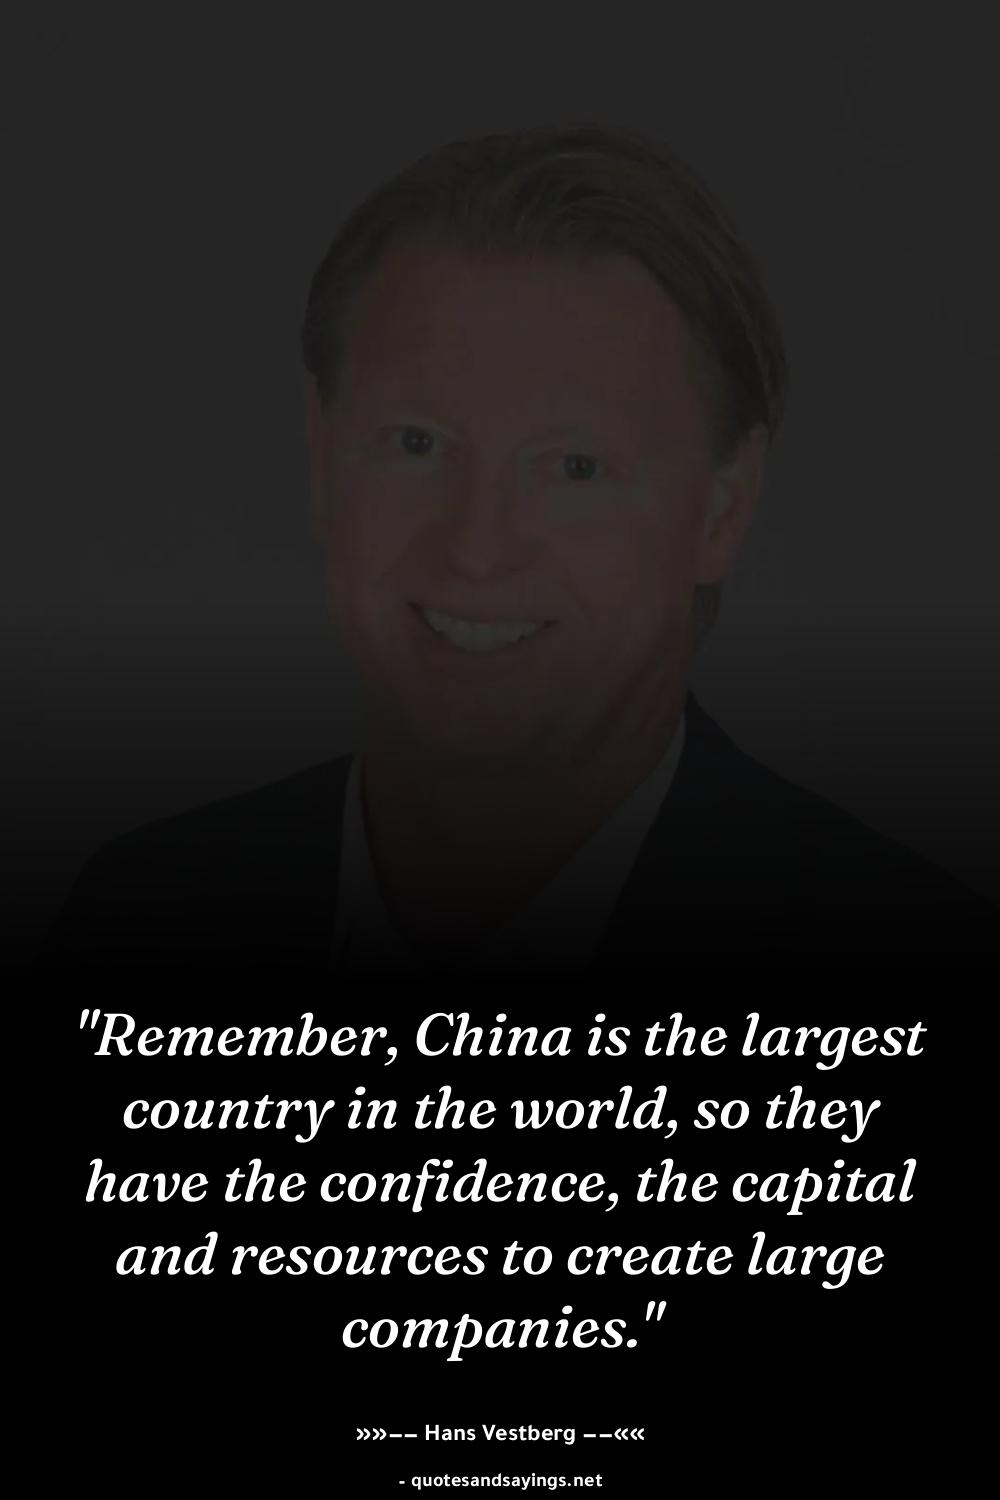 "Remember, China is the largest
country in the world, so they
have the confidence, the capital
and resources to create large
companies."
»»–– Hans Vestberg ––««
- quotesandsayings.net